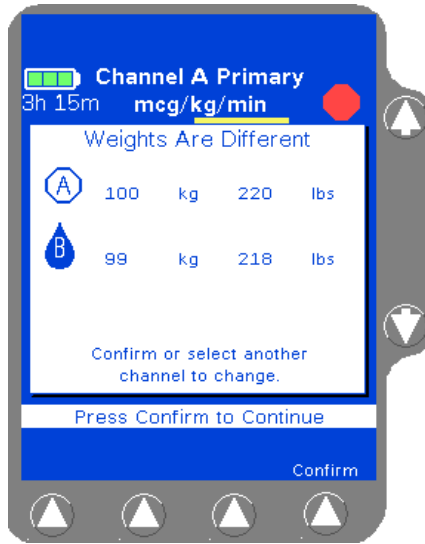 Channel A Primary
3h 15m mcg/kg/min
Weights Are Different
A 100 kg 220 lbs
B 99 kg 218 lbs
Confirm or select another
channel to change.
Press Confirm to Continue
Confirm